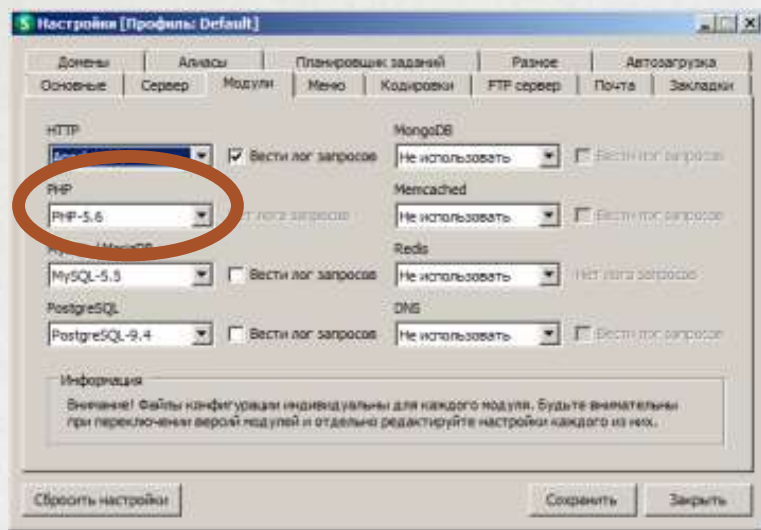 Настройки [Профиль: Default]
Домены Алиасы Планировщик заданий Разное Автозагрузка
Основные Сервер Модули Меню Кодировки FTP сервер Почта Закладки
HTTP MongoDB
Вести лог запросов Не использовать Вести лог запросов
PHP Memcached
PHP-5.6 Нет лога запросов Не использовать Вести лог запросов
Redis
MySQL-5.5 Вести лог запросов Не использовать Нет лога запросов
PostgreSQL DNS
PostgreSQL-9.4 Вести лог запросов Не использовать Вести лог запросов
Информация
Внимание! Файлы конфигурации индивидуальны для каждого модуля. Будьте внимательны
при переключении версий модулей и отдельно редактируйте настройки каждого из них.
Сбросить настройки Сохранить Закрыть